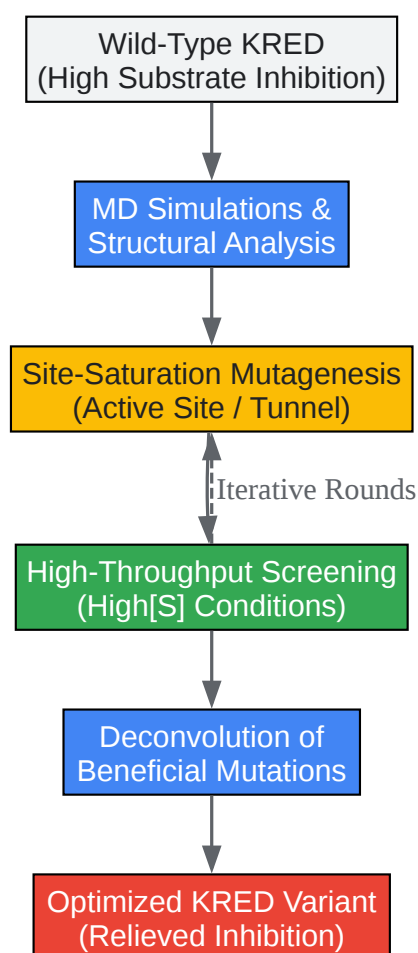 Wild-Type KRED
(High Substrate Inhibition)
MD Simulations &
Structural Analysis
Site-Saturation Mutagenesis
(Active Site / Tunnel)
Iterative Rounds
High-Throughput Screening
(High[S] Conditions)
Deconvolution of
Beneficial Mutations
Optimized KRED Variant
(Relieved Inhibition)